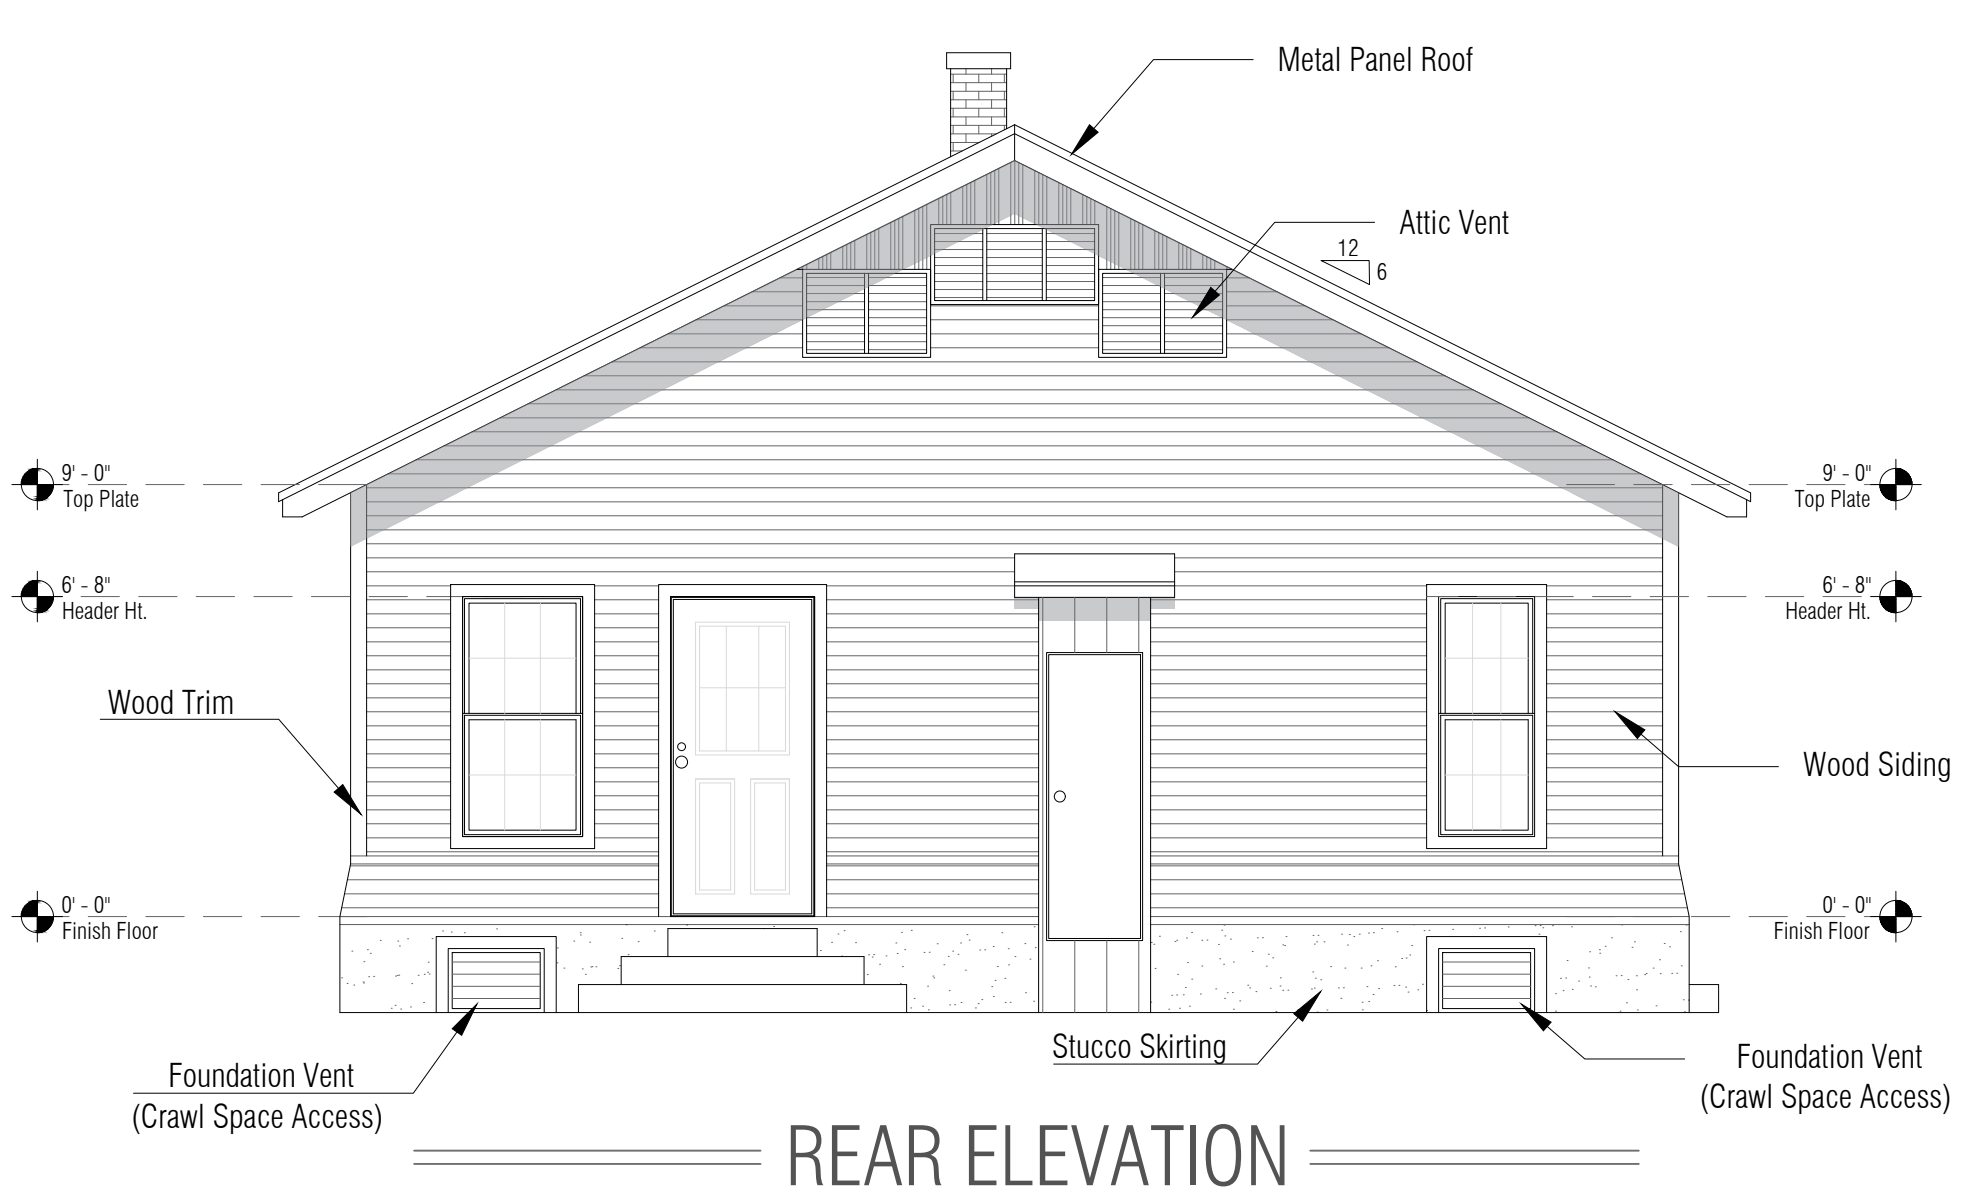 Metal Panel Roof
Attic Vent
12
6
9' - 0"
Top Plate
9' - 0"
Top Plate
6' - 8"
Header Ht.
6' - 8"
Header Ht.
Wood Trim
Wood Siding
0' - 0"
Finish Floor
0' - 0"
Finish Floor
Stucco Skirting
Foundation Vent
(Crawl Space Access)
Foundation Vent
(Crawl Space Access)
REAR ELEVATION